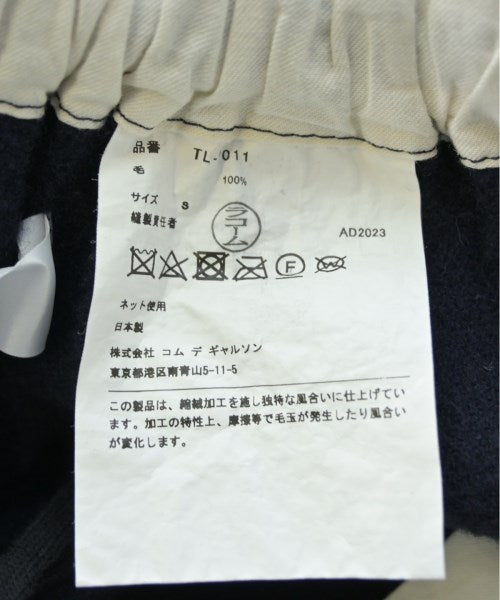 品番 TL-011
毛 100%
サイズ S
縫製責任者 ラコーム AD2023
F
ネット使用
日本製
株式会社 コム デ ギャルソン
東京都港区南青山5-11-5
この製品は、縮絨加工を施し独特な風合いに仕上げてい
ます。加工の特性上、摩擦等で毛玉が発生したり風合い
が変化します。